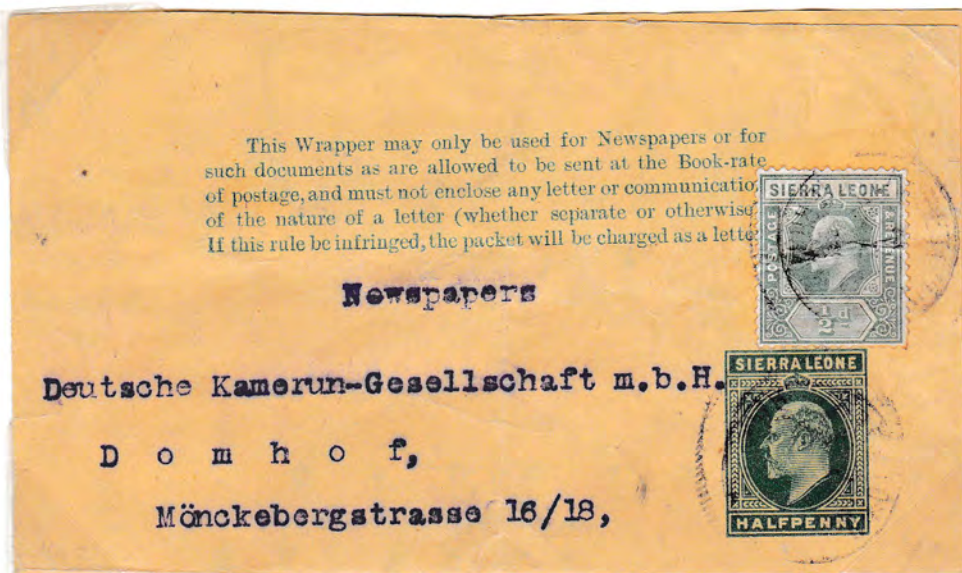 This Wrapper may only be used for Newspapers or for
such documents as are allowed to be sent at the Book-rate
of postage, and must not enclose any letter or communicatio
of the nature of a letter (whether separate or otherwise
If this rule be infringed, the packet will be charged as a lette
SIERRA LEONE
POSTAGE & REVENUE
½d
Newspapers
SIERRA LEONE
Deutsche Kamerun-Gesellschaft m.b.H.
Domhof,
Mönckebergstrasse 16/18,
HALFPENNY